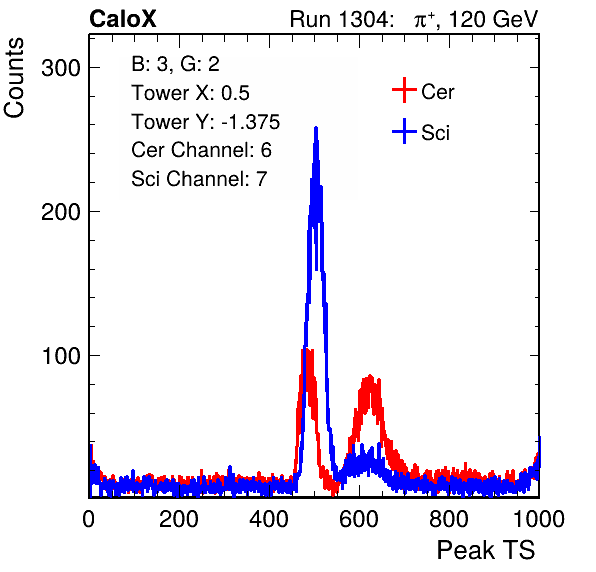 CaloX Run 1304: π⁺, 120 GeV
B: 3, G: 2
Tower X: 0.5
Tower Y: -1.375
Cer Channel: 6
Sci Channel: 7
Cer
Sci
Counts
300
200
100
0 200 400 600 800 1000
Peak TS